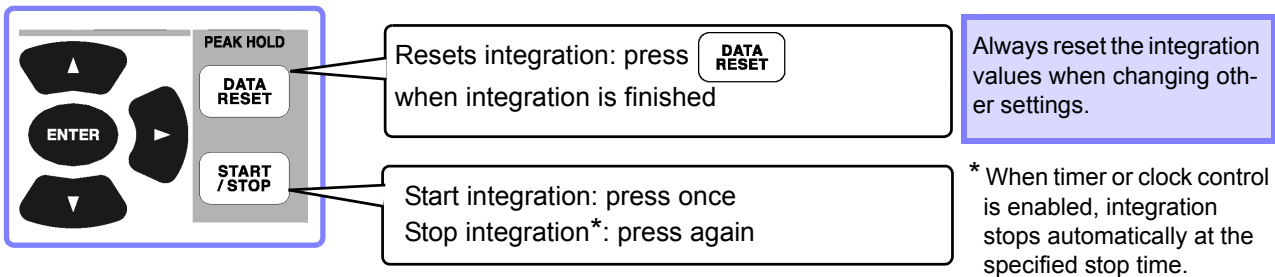 PEAK HOLD
DATA
RESET
ENTER
START
/STOP
Resets integration: press DATA RESET
when integration is finished
Start integration: press once
Stop integration*: press again
Always reset the integration
values when changing oth-
er settings.
* When timer or clock control
is enabled, integration
stops automatically at the
specified stop time.